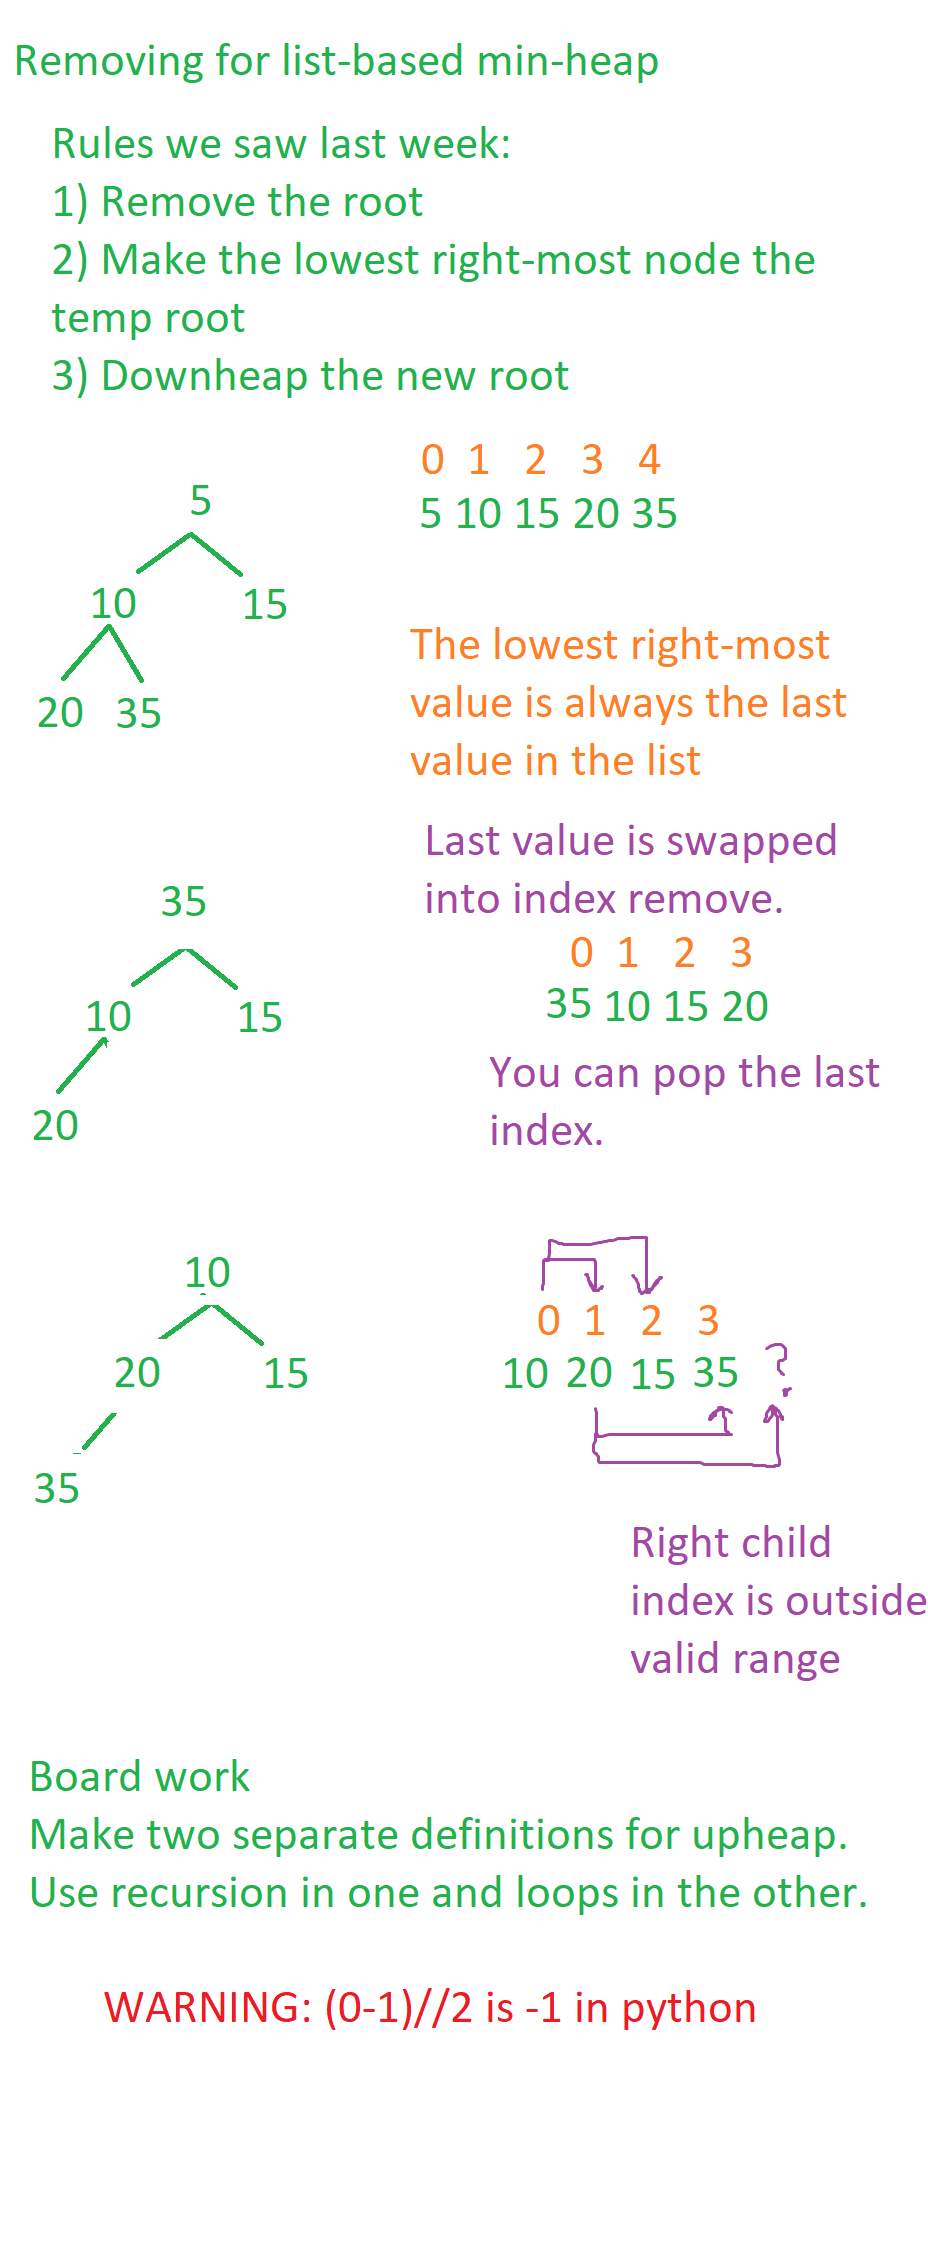 Removing for list-based min-heap
Rules we saw last week:
1) Remove the root
2) Make the lowest right-most node the
temp root
3) Downheap the new root
0 1 2 3 4
5 10 15 20 35
5
10 15
20 35
The lowest right-most
value is always the last
value in the list
Last value is swapped
into index remove.
35
10 15
20
0 1 2 3
35 10 15 20
You can pop the last
index.
10
20 15
35
0 1 2 3
10 20 15 35 ?
Right child
index is outside
valid range
Board work
Make two separate definitions for upheap.
Use recursion in one and loops in the other.
WARNING: (0-1)//2 is -1 in python